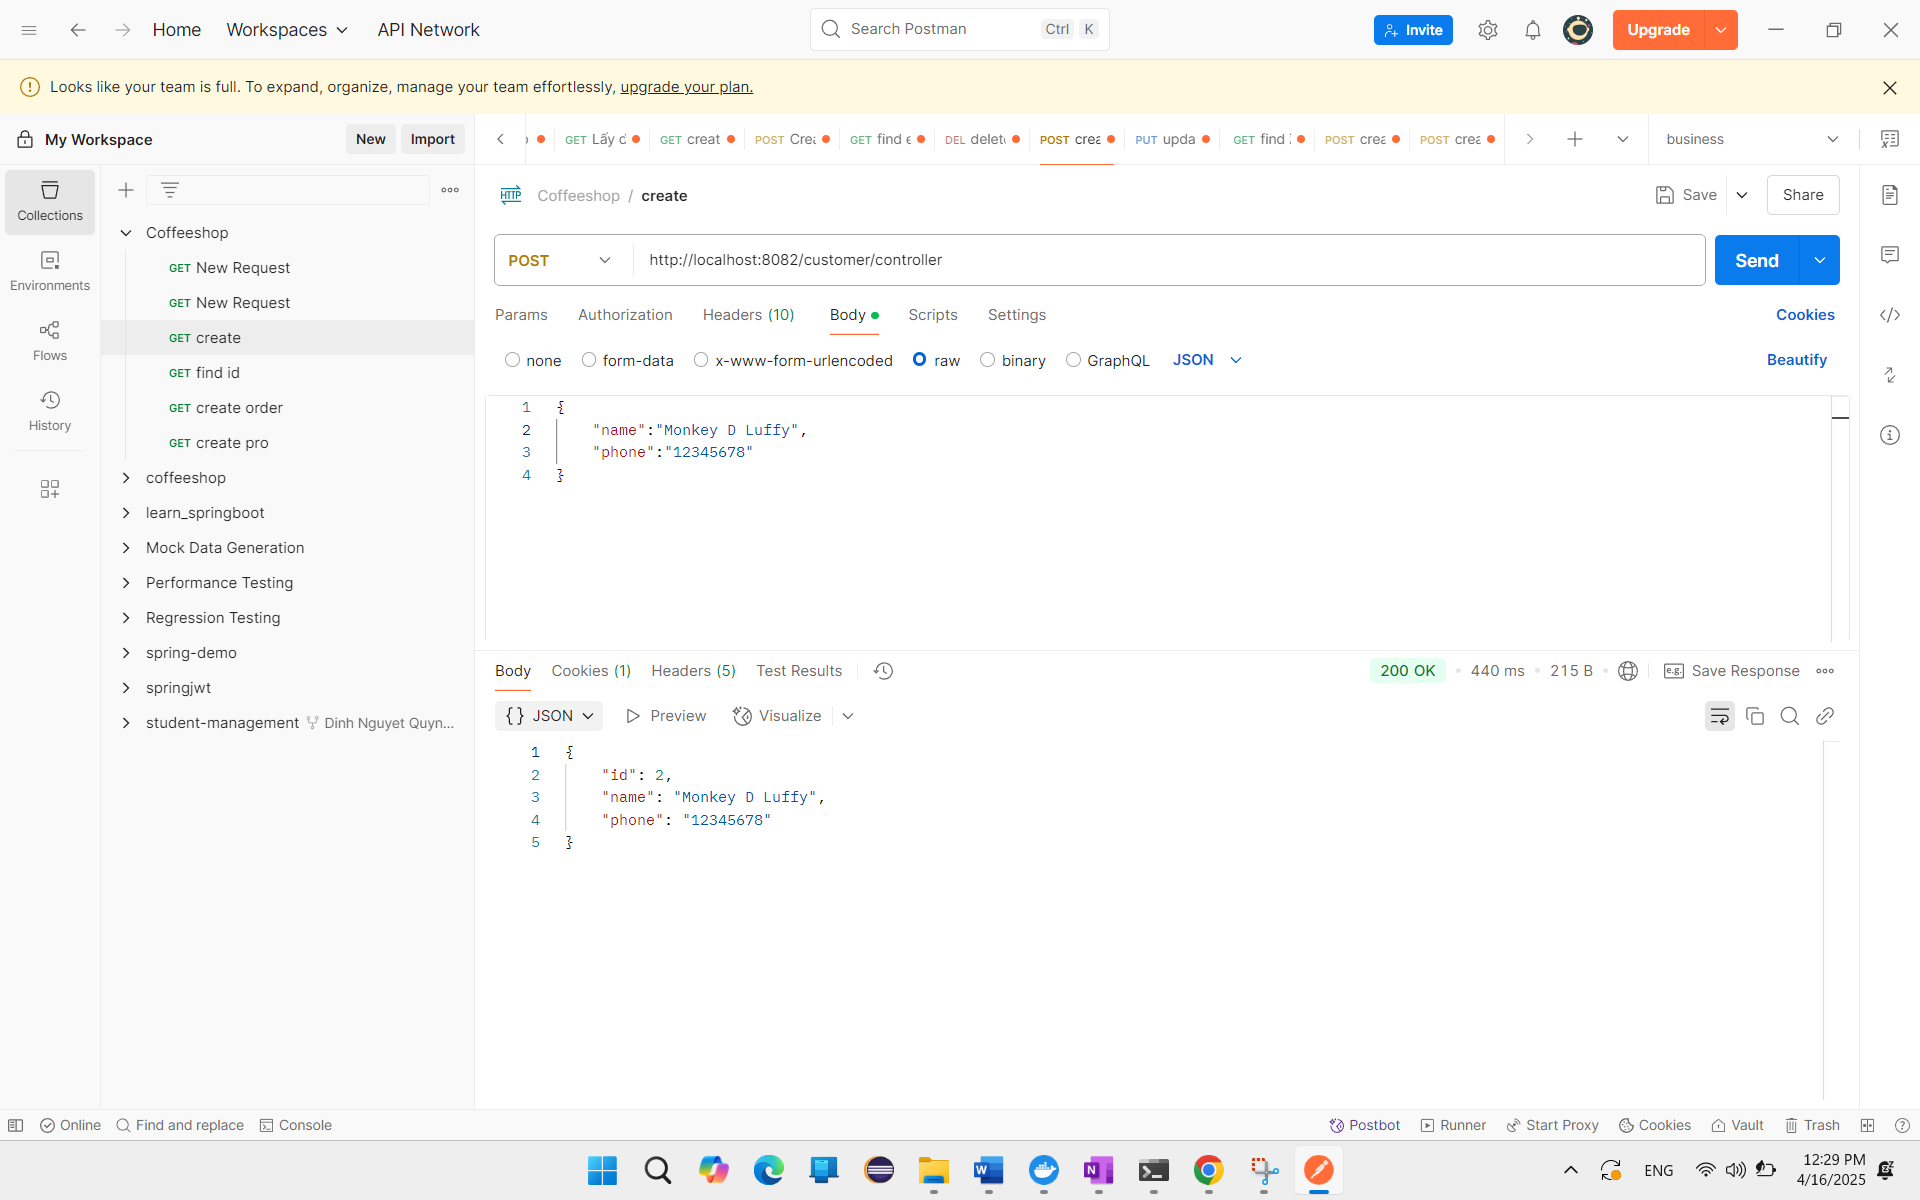 Home
Workspaces
API Network
Search Postman
Ctrl
K
Invite
Upgrade
Looks like your team is full. To expand, organize, manage your team effortlessly, upgrade your plan.
My Workspace
New
Import
GET Lấy d
GET creat
POST Crea
GET find e
DEL delete
POST crea
PUT upda
GET find
POST crea
POST crea
business
Collections
Environments
Flows
History
Coffeeshop
GET New Request
GET New Request
GET create
GET find id
GET create order
GET create pro
coffeeshop
learn_springboot
Mock Data Generation
Performance Testing
Regression Testing
spring-demo
springjwt
student-management Dinh Nguyet Quyn...
HTTP
Coffeeshop / create
Save
Share
POST
http://localhost:8082/customer/controller
Send
Params
Authorization
Headers (10)
Body
Scripts
Settings
Cookies
none
form-data
x-www-form-urlencoded
raw
binary
GraphQL
JSON
Beautify
1 {
2 "name":"Monkey D Luffy",
3 "phone":"12345678"
4 }
Body
Cookies (1)
Headers (5)
Test Results
200 OK
440 ms
215 B
e.g.
Save Response
{} JSON
Preview
Visualize
1 {
2 "id": 2,
3 "name": "Monkey D Luffy",
4 "phone": "12345678"
5 }
Online
Find and replace
Console
Postbot
Runner
Start Proxy
Cookies
Vault
Trash
ENG
12:29 PM
4/16/2025